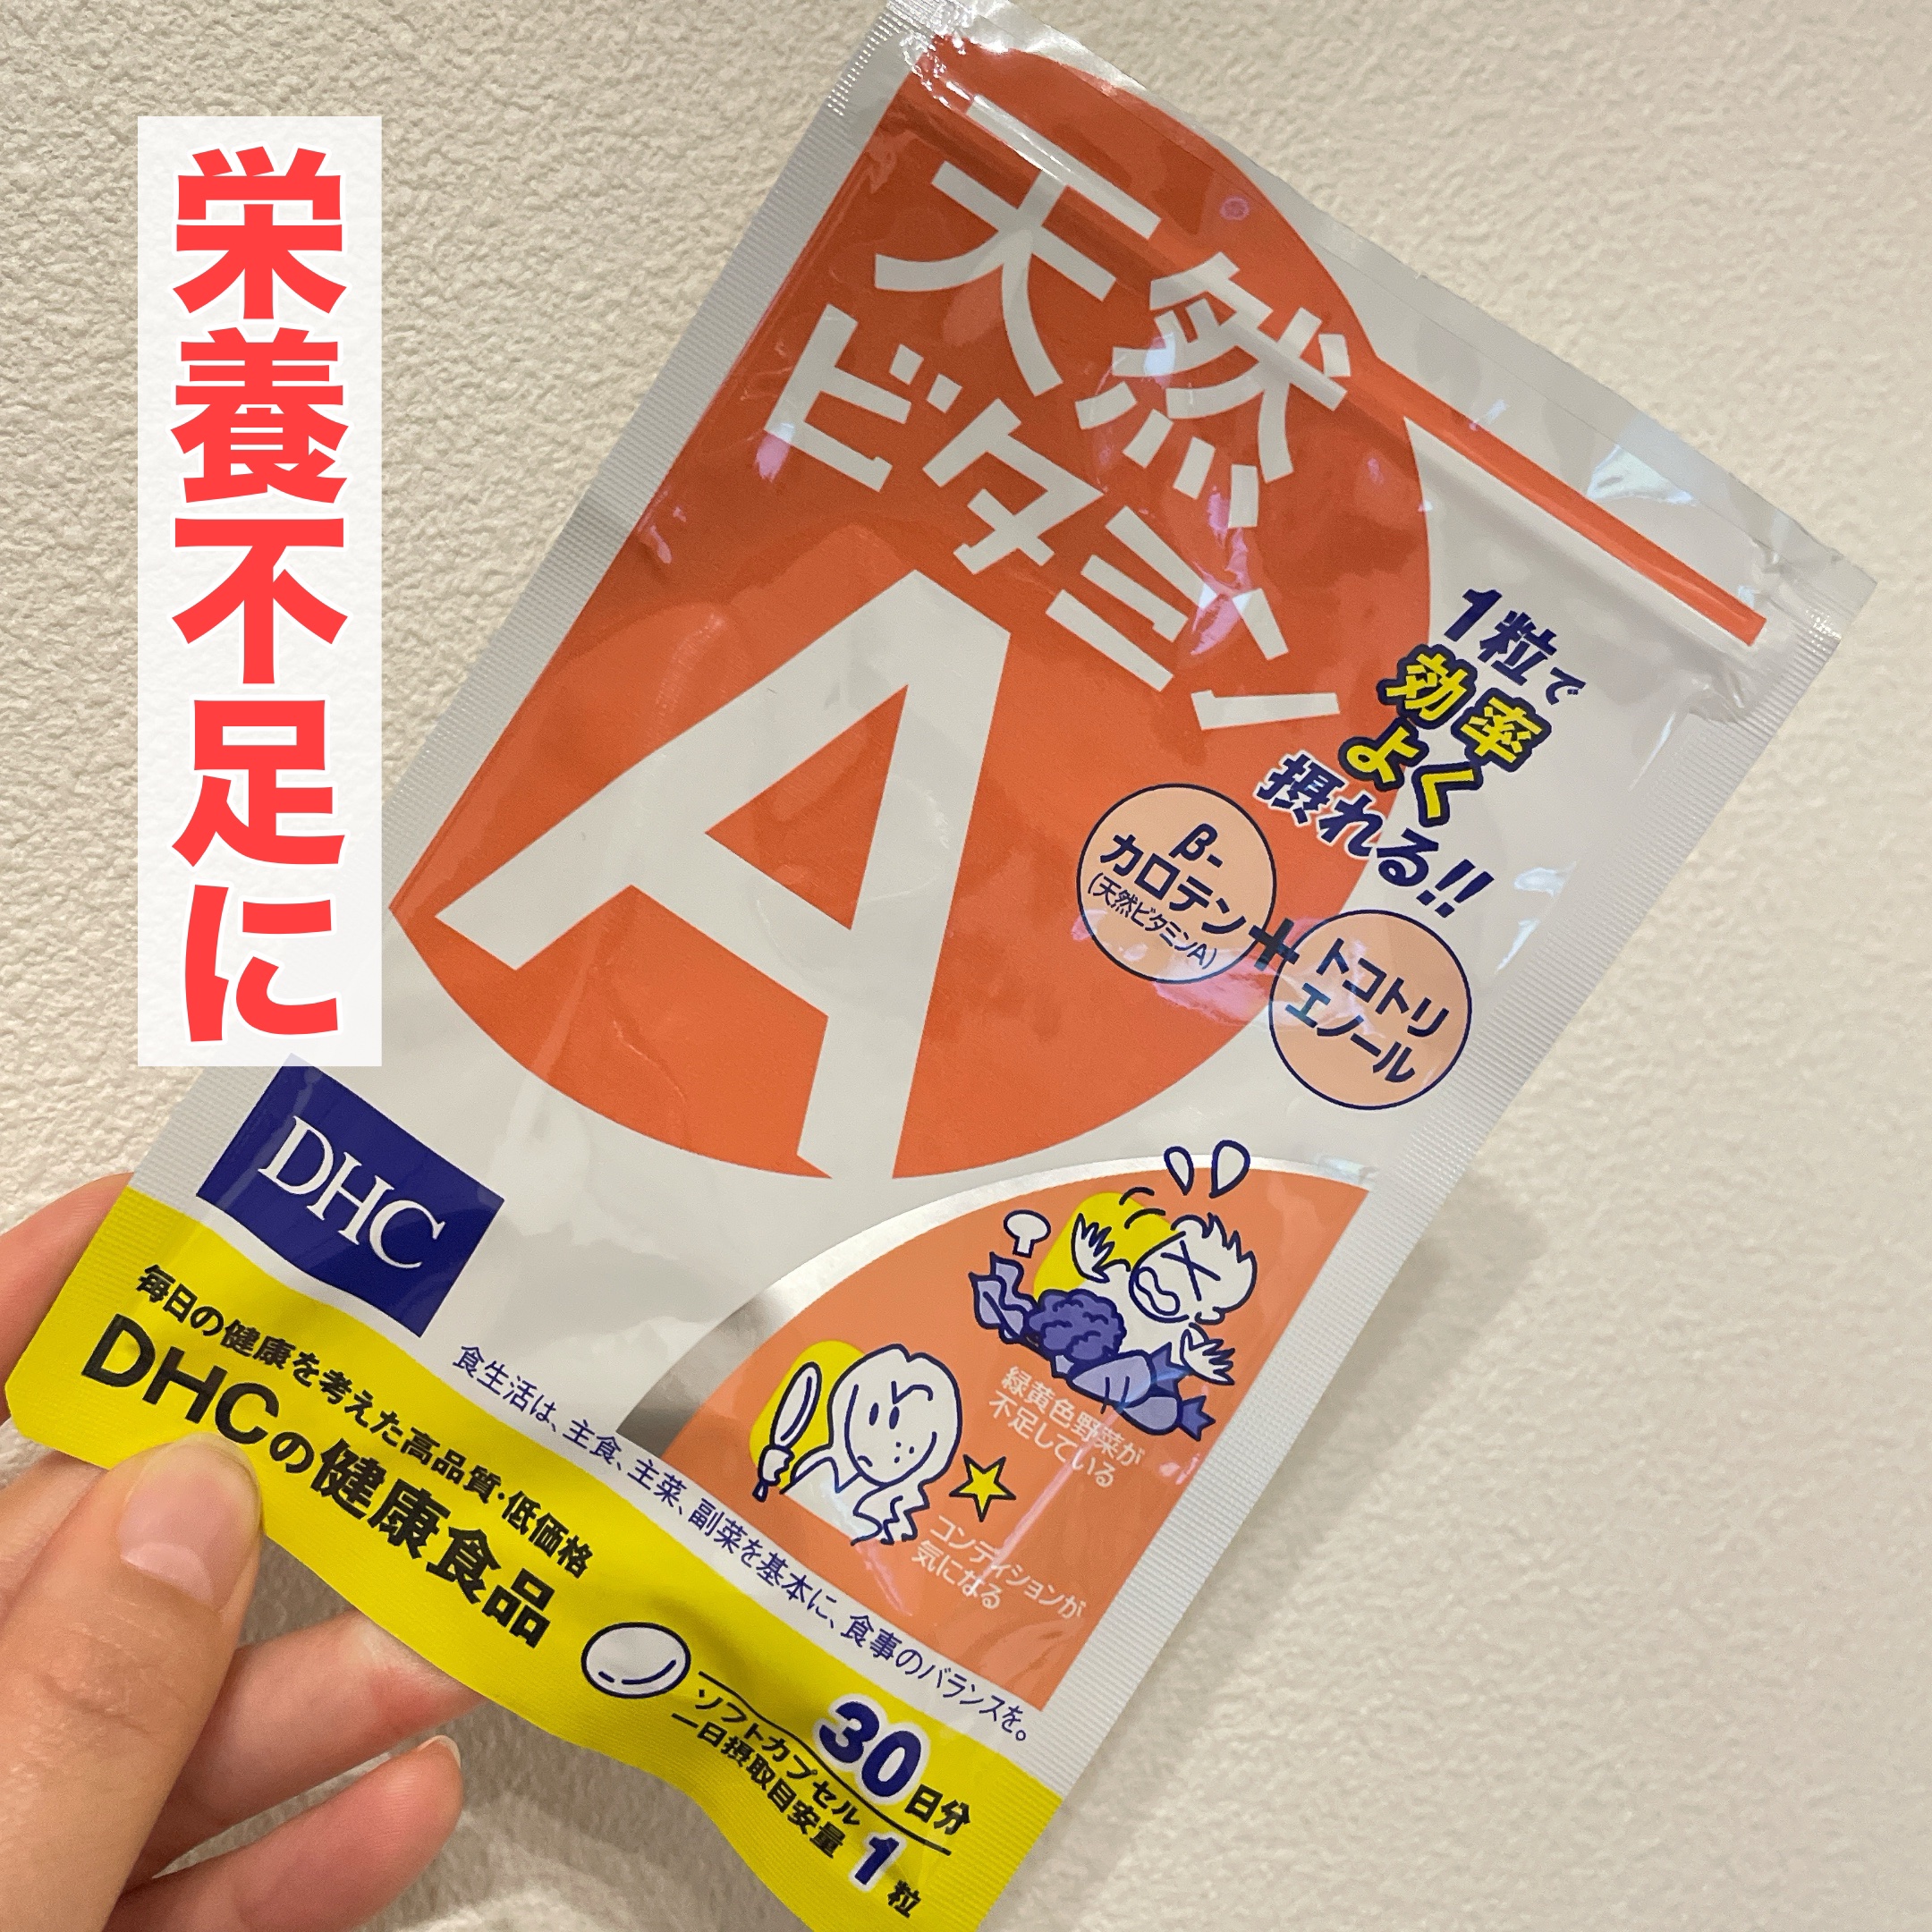 栄養不足に
天然
ビタミン
A
1粒で
効率
よく
摂れる!!
β-
カロテン
(天然ビタミンA)
+
トコトリ
エノール
DHC
緑黄色野菜が
不足している
コンディションが
気になる
食生活は、主食、主菜、副菜を基本に、食事のバランスを。
毎日の健康を考えた高品質・低価格
DHCの健康食品
30日分
ソフトカプセル
一日摂取目安量1粒